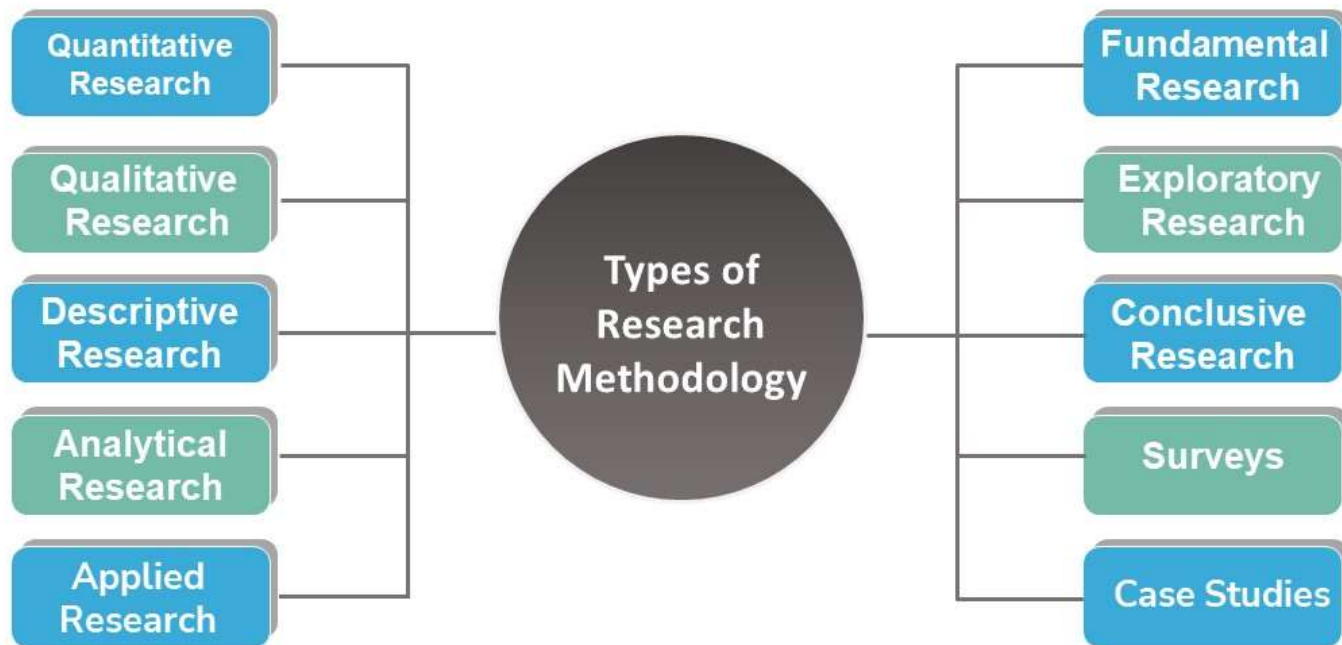 Quantitative
Research
Qualitative
Research
Descriptive
Research
Analytical
Research
Applied
Research
Types of
Research
Methodology
Fundamental
Research
Exploratory
Research
Conclusive
Research
Surveys
Case Studies